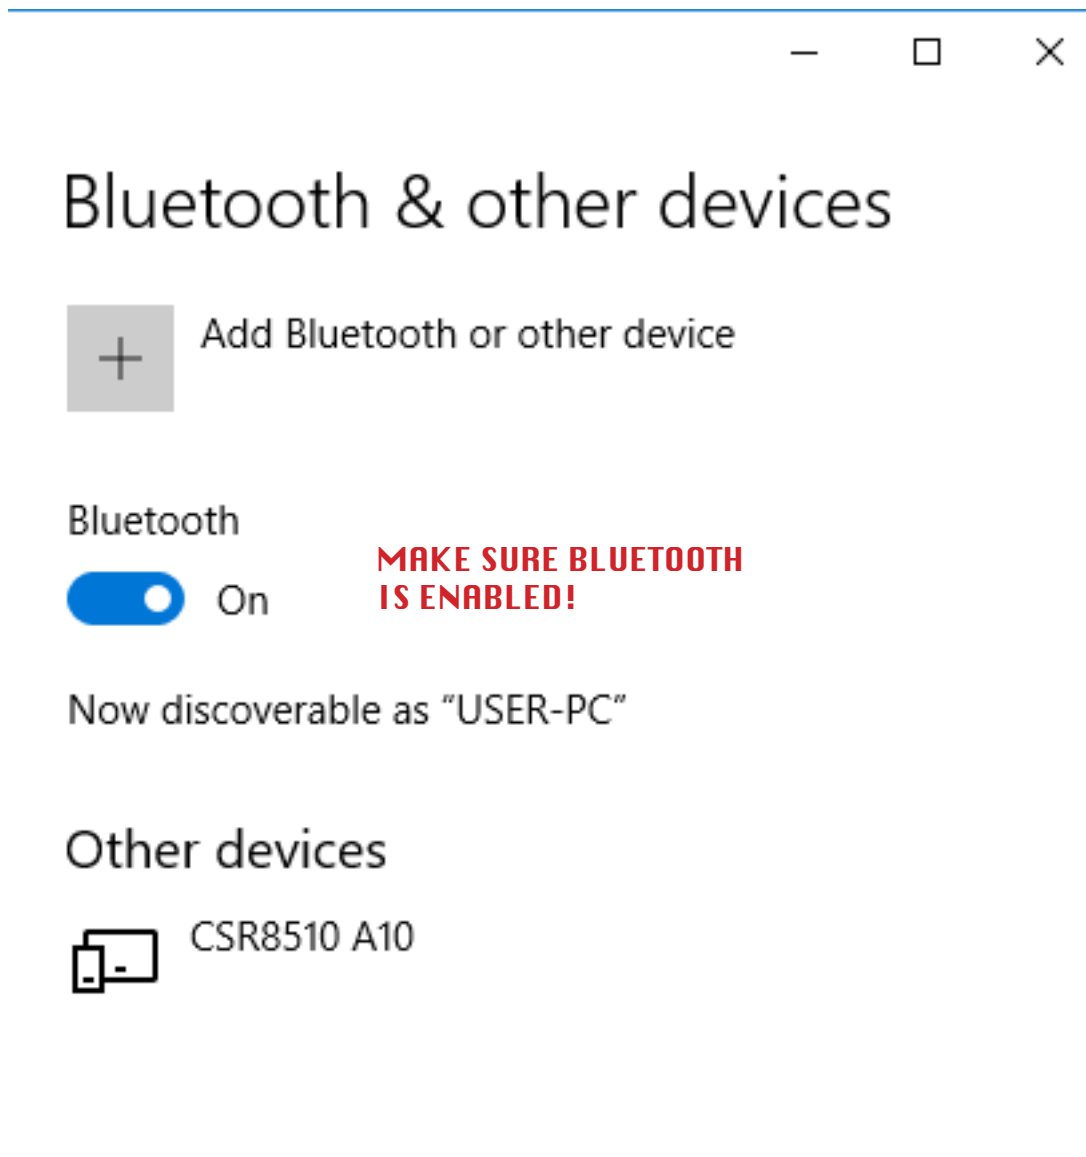 Bluetooth & other devices
Add Bluetooth or other device
Bluetooth
On
MAKE SURE BLUETOOTH
IS ENABLED!
Now discoverable as “USER-PC”
Other devices
CSR8510 A10